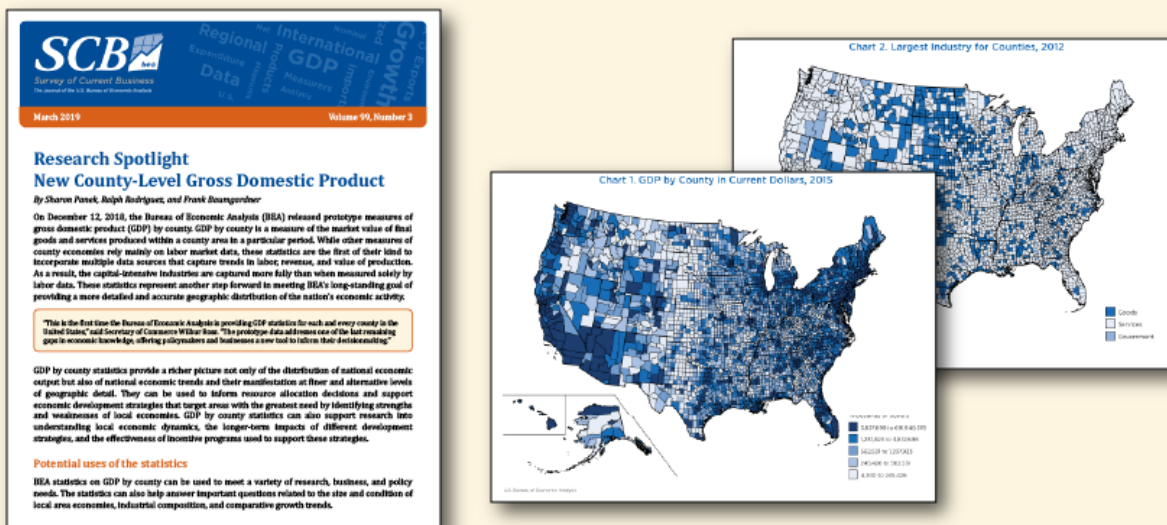 SCB
bea
Survey of Current Business
The Journal of the U.S. Bureau of Economic Analysis
Regional
Net
International
Nominal
Expenditure
GDP
Data
Products
Measures
Analysis
U.S.
Imports
Growth
Exports
March 2019 Volume 99, Number 3
Research Spotlight
New County-Level Gross Domestic Product
By Sharon Panek, Ralph Rodriguez, and Frank Baumgardner
On December 12, 2018, the Bureau of Economic Analysis (BEA) released prototype measures of
gross domestic product (GDP) by county. GDP by county is a measure of the market value of final
goods and services produced within a county area in a particular period. While other measures of
county economies rely mainly on labor market data, these statistics are the first of their kind to
incorporate multiple data sources that capture trends in labor, revenue, and value of production.
As a result, the capital-intensive industries are captured more fully than when measured solely by
labor data. These statistics represent another step forward in meeting BEA's long-standing goal of
providing a more detailed and accurate geographic distribution of the nation's economic activity.
"This is the first time the Bureau of Economic Analysis is providing GDP statistics for each and every county in the
United States," said Secretary of Commerce Wilbur Ross. "The prototype data addresses one of the last remaining
gaps in economic knowledge, offering policymakers and businesses a new tool to inform their decisionmaking."
GDP by county statistics provide a richer picture not only of the distribution of national economic
output but also of national economic trends and their manifestation at finer and alternative levels
of geographic detail. They can be used to inform resource allocation decisions and support
economic development strategies that target areas with the greatest need by identifying strengths
and weaknesses of local economies. GDP by county statistics can also support research into
understanding local economic dynamics, the longer-term impacts of different development
strategies, and the effectiveness of incentive programs used to support these strategies.
Potential uses of the statistics
BEA statistics on GDP by county can be used to meet a variety of research, business, and policy
needs. The statistics can also help answer important questions related to the size and condition of
local area economies, industrial composition, and comparative growth trends.
Chart 2. Largest Industry for Counties, 2012
Goods
Services
Government
Chart 1. GDP by County in Current Dollars, 2015
U.S. Bureau of Economic Analysis